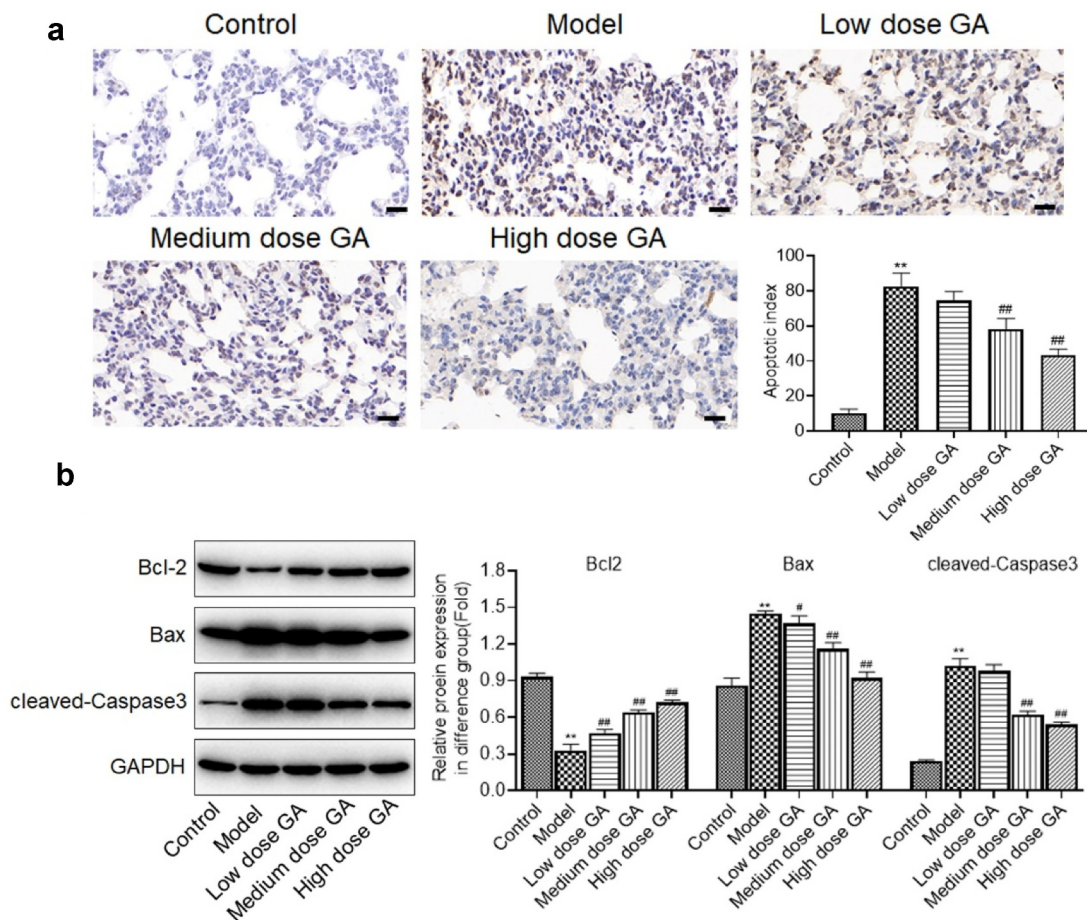 a
Control
Model
Low dose GA
Medium dose GA
High dose GA
Apoptotic index
100
80
60
40
20
0
**
##
##
Control
Model
Low dose GA
Medium dose GA
High dose GA
b
Bcl-2
Bax
cleaved-Caspase3
GAPDH
Control
Model
Low dose GA
Medium dose GA
High dose GA
Relative proein expression
in difference group(Fold)
1.8
1.5
1.2
0.9
0.6
0.3
0.0
Bcl2
**
##
##
##
Control
Model
Low dose GA
Medium dose GA
High dose GA
Bax
**
#
##
##
Control
Model
Low dose GA
Medium dose GA
High dose GA
cleaved-Caspase3
**
##
##
Control
Model
Low dose GA
Medium dose GA
High dose GA